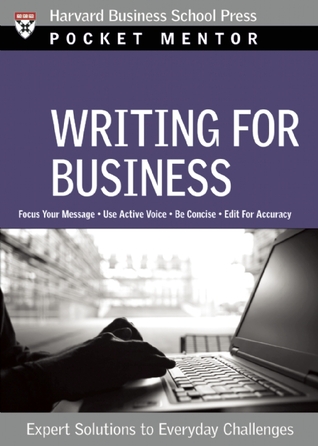 Harvard Business School Press
POCKET MENTOR
WRITING FOR
BUSINESS
Focus Your Message • Use Active Voice • Be Concise • Edit For Accuracy
Expert Solutions to Everyday Challenges